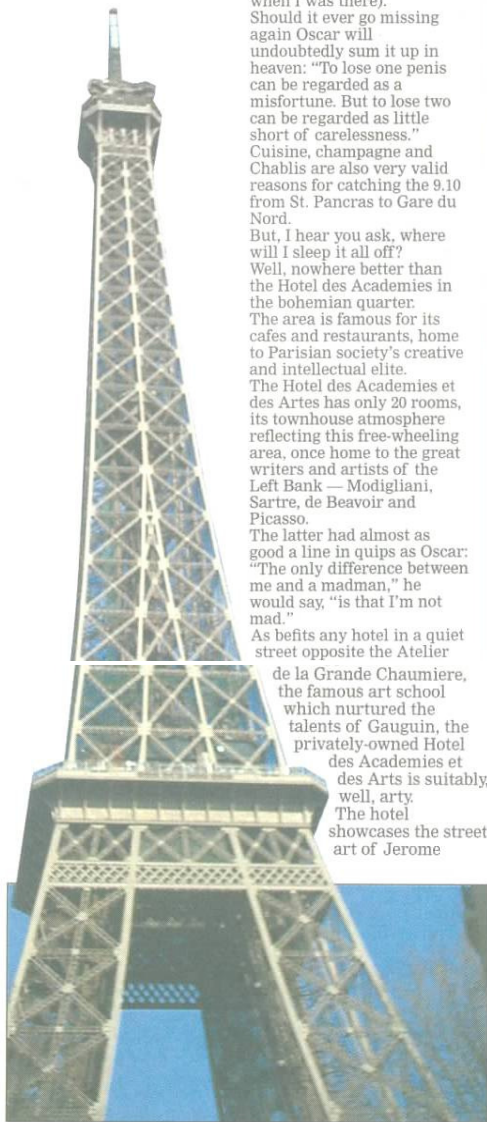 when I was there).
Should it ever go missing
again Oscar will
undoubtedly sum it up in
heaven: “To lose one penis
can be regarded as a
misfortune. But to lose two
can be regarded as little
short of carelessness.”
Cuisine, champagne and
Chablis are also very valid
reasons for catching the 9.10
from St. Pancras to Gare du
Nord.
But, I hear you ask, where
will I sleep it all off?
Well, nowhere better than
the Hotel des Academies in
the bohemian quarter.
The area is famous for its
cafes and restaurants, home
to Parisian society’s creative
and intellectual elite.
The Hotel des Academies et
des Artes has only 20 rooms,
its townhouse atmosphere
reflecting this free-wheeling
area, once home to the great
writers and artists of the
Left Bank — Modigliani,
Sartre, de Beavoir and
Picasso.
The latter had almost as
good a line in quips as Oscar:
“The only difference between
me and a madman,” he
would say, “is that I’m not
mad.”
As befits any hotel in a quiet
street opposite the Atelier
de la Grande Chaumiere,
the famous art school
which nurtured the
talents of Gauguin, the
privately-owned Hotel
des Academies et
des Arts is suitably,
well, arty.
The hotel
showcases the street
art of Jerome